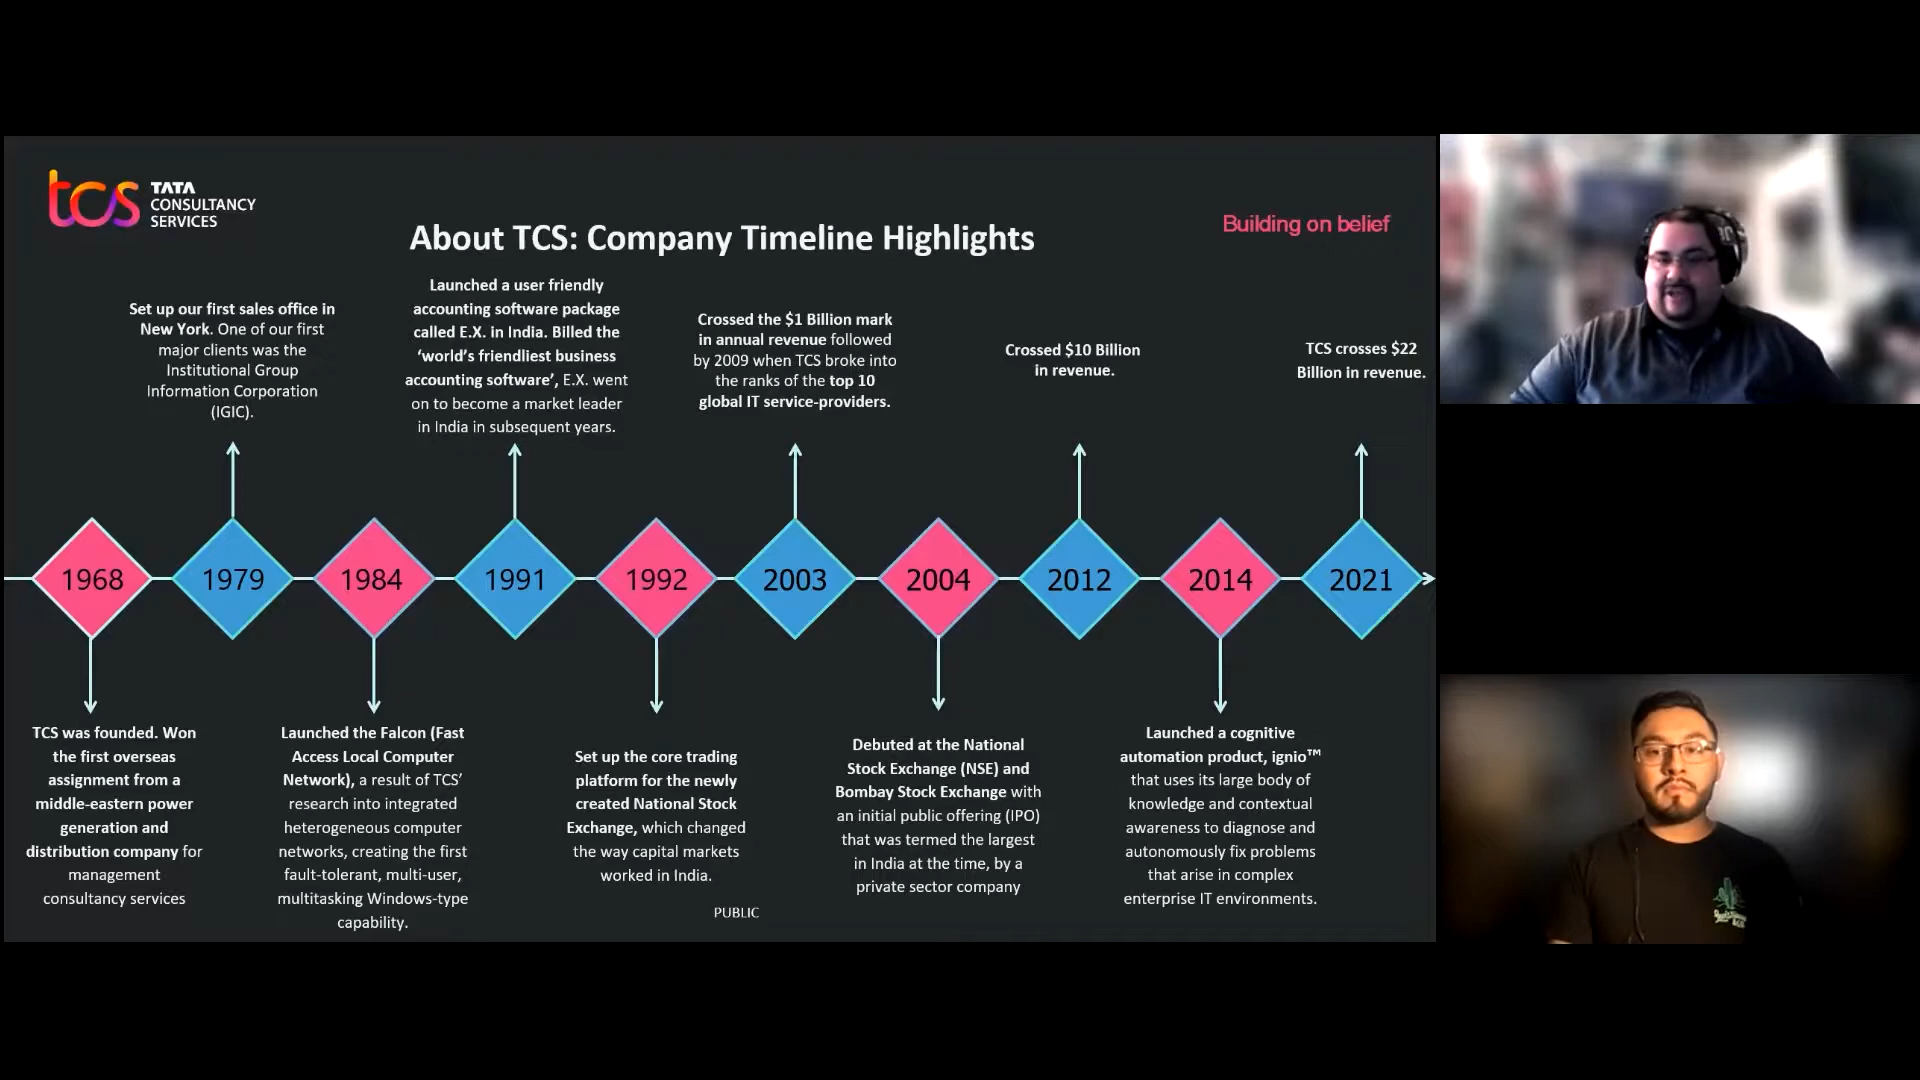 tcs TATA
CONSULTANCY
SERVICES
About TCS: Company Timeline Highlights
Building on belief
Set up our first sales office in
New York. One of our first
major clients was the
Institutional Group
Information Corporation
(IGIC).
Launched a user friendly
accounting software package
called E.X. in India. Billed the
‘world’s friendliest business
accounting software’, E.X. went
on to become a market leader
in India in subsequent years.
Crossed the $1 Billion mark
in annual revenue followed
by 2009 when TCS broke into
the ranks of the top 10
global IT service-providers.
Crossed $10 Billion
in revenue.
TCS crosses $22
Billion in revenue.
1968
1979
1984
1991
1992
2003
2004
2012
2014
2021
TCS was founded. Won
the first overseas
assignment from a
middle-eastern power
generation and
distribution company for
management
consultancy services
Launched the Falcon (Fast
Access Local Computer
Network), a result of TCS’
research into integrated
heterogeneous computer
networks, creating the first
fault-tolerant, multi-user,
multitasking Windows-type
capability.
Set up the core trading
platform for the newly
created National Stock
Exchange, which changed
the way capital markets
worked in India.
Debuted at the National
Stock Exchange (NSE) and
Bombay Stock Exchange with
an initial public offering (IPO)
that was termed the largest
in India at the time, by a
private sector company
Launched a cognitive
automation product, ignio™
that uses its large body of
knowledge and contextual
awareness to diagnose and
autonomously fix problems
that arise in complex
enterprise IT environments.
PUBLIC